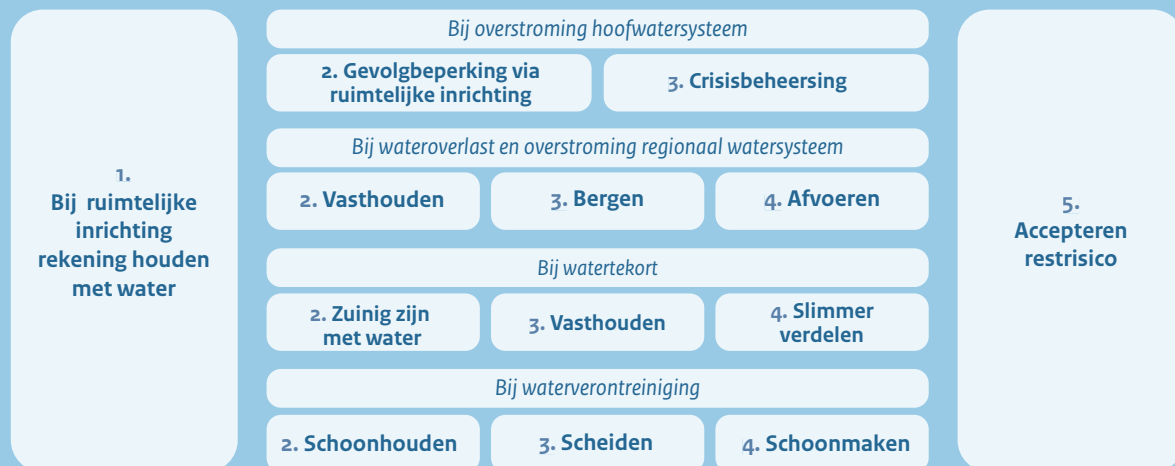 1.
Bij ruimtelijke
inrichting
rekening houden
met water
Bij overstroming hoofwatersysteem
2. Gevolgbeperking via
ruimtelijke inrichting
3. Crisisbeheersing
Bij wateroverlast en overstroming regionaal watersysteem
2. Vasthouden
3. Bergen
4. Afvoeren
Bij watertekort
2. Zuinig zijn
met water
3. Vasthouden
4. Slimmer
verdelen
Bij waterverontreiniging
2. Schoonhouden
3. Scheiden
4. Schoonmaken
5.
Accepteren
restrisico